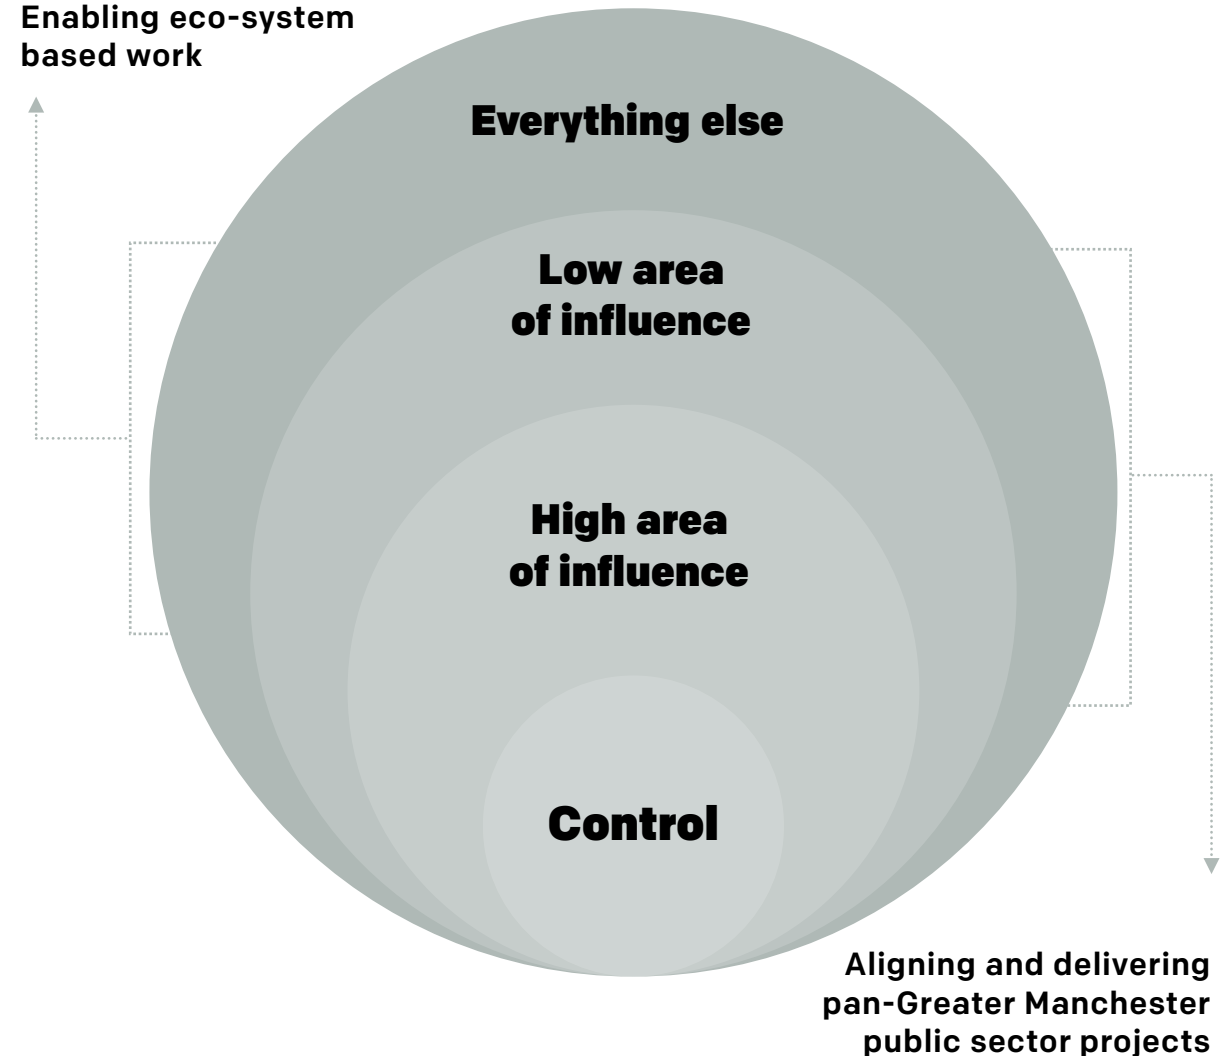 Enabling eco-system
based work
Everything else
Low area
of influence
High area
of influence
Control
Aligning and delivering
pan-Greater Manchester
public sector projects